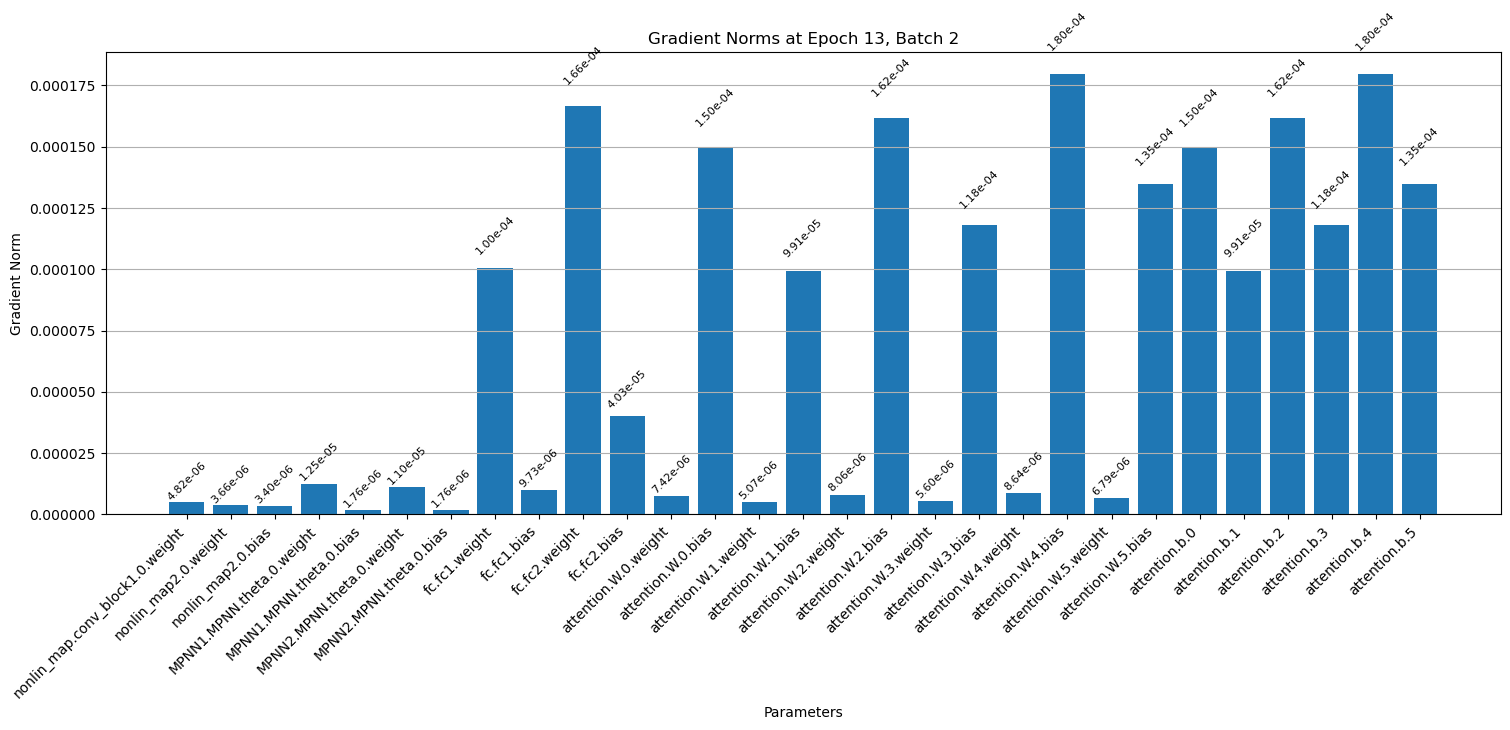 Gradient Norms at Epoch 13, Batch 2
Gradient Norm
0.000175
0.000150
0.000125
0.000100
0.000075
0.000050
0.000025
0.000000
4.82e-06
3.66e-06
3.40e-06
1.25e-05
1.76e-06
1.10e-05
1.76e-06
1.00e-04
9.73e-06
1.66e-04
4.03e-05
7.42e-06
1.50e-04
5.07e-06
9.91e-05
8.06e-06
1.62e-04
5.60e-06
1.18e-04
8.64e-06
1.80e-04
6.79e-06
1.35e-04
1.50e-04
9.91e-05
1.62e-04
1.18e-04
1.80e-04
1.35e-04
nonlin_map.conv_block1.0.weight
nonlin_map2.0.weight
nonlin_map2.0.bias
MPNN1.MPNN.theta.0.weight
MPNN1.MPNN.theta.0.bias
MPNN2.MPNN.theta.0.weight
MPNN2.MPNN.theta.0.bias
fc.fc1.weight
fc.fc1.bias
fc.fc2.weight
fc.fc2.bias
attention.W.0.weight
attention.W.0.bias
attention.W.1.weight
attention.W.1.bias
attention.W.2.weight
attention.W.2.bias
attention.W.3.weight
attention.W.3.bias
attention.W.4.weight
attention.W.4.bias
attention.W.5.weight
attention.W.5.bias
attention.b.0
attention.b.1
attention.b.2
attention.b.3
attention.b.4
attention.b.5
Parameters